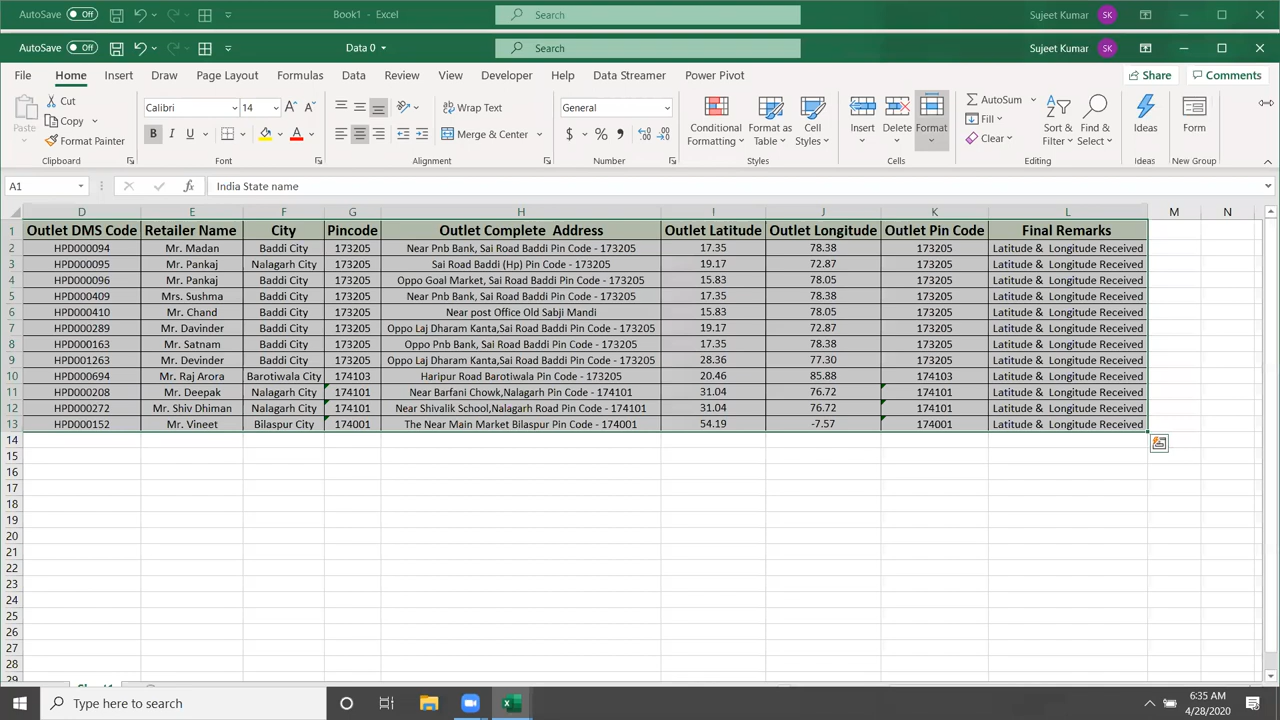 AutoSave Off Book1 - Excel Search Sujeet Kumar SK
AutoSave Off Data 0 Search Sujeet Kumar SK
File Home Insert Draw Page Layout Formulas Data Review View Developer Help Data Streamer Power Pivot Share Comments
Cut
Copy
Format Painter
Paste
Clipboard
Calibri 14
B I U
Font
Wrap Text
Merge & Center
Alignment
General
$ % ,
Number
Conditional Formatting
Format as Table
Cell Styles
Styles
Insert Delete Format
Cells
AutoSum
Fill
Clear
Sort & Filter
Find & Select
Editing
Ideas
Ideas
Form
New Group
A1 fx India State name
D E F G H I J K L M N
1 Outlet DMS Code Retailer Name City Pincode Outlet Complete Address Outlet Latitude Outlet Longitude Outlet Pin Code Final Remarks
2 HPD000094 Mr. Madan Baddi City 173205 Near Pnb Bank, Sai Road Baddi Pin Code - 173205 17.35 78.38 173205 Latitude & Longitude Received
3 HPD000095 Mr. Pankaj Nalagarh City 173205 Sai Road Baddi (Hp) Pin Code - 173205 19.17 72.87 173205 Latitude & Longitude Received
4 HPD000096 Mr. Pankaj Baddi City 173205 Oppo Goal Market, Sai Road Baddi Pin Code - 173205 15.83 78.05 173205 Latitude & Longitude Received
5 HPD000409 Mrs. Sushma Baddi City 173205 Near Pnb Bank, Sai Road Baddi Pin Code - 173205 17.35 78.38 173205 Latitude & Longitude Received
6 HPD000410 Mr. Chand Baddi City 173205 Near post Office Old Sabji Mandi 15.83 78.05 173205 Latitude & Longitude Received
7 HPD000289 Mr. Davinder Baddi City 173205 Oppo Laj Dharam Kanta,Sai Road Baddi Pin Code - 173205 19.17 72.87 173205 Latitude & Longitude Received
8 HPD000163 Mr. Satnam Baddi City 173205 Oppo Pnb Bank, Sai Road Baddi Pin Code - 173205 17.35 78.38 173205 Latitude & Longitude Received
9 HPD001263 Mr. Devinder Baddi City 173205 Oppo Laj Dharam Kanta,Sai Road Baddi Pin Code - 173205 28.36 77.30 173205 Latitude & Longitude Received
10 HPD000694 Mr. Raj Arora Barotiwala City 174103 Haripur Road Barotiwala Pin Code - 173205 20.46 85.88 174103 Latitude & Longitude Received
11 HPD000208 Mr. Deepak Nalagarh City 174101 Near Barfani Chowk,Nalagarh Pin Code - 174101 31.04 76.72 174101 Latitude & Longitude Received
12 HPD000272 Mr. Shiv Dhiman Nalagarh City 174101 Near Shivalik School,Nalagarh Road Pin Code - 174101 31.04 76.72 174101 Latitude & Longitude Received
13 HPD000152 Mr. Vineet Bilaspur City 174001 The Near Main Market Bilaspur Pin Code - 174001 54.19 -7.57 174001 Latitude & Longitude Received
14
15
16
17
18
19
20
21
22
23
24
25
26
27
28
29
Sheet1
Type here to search
6:35 AM
4/28/2020